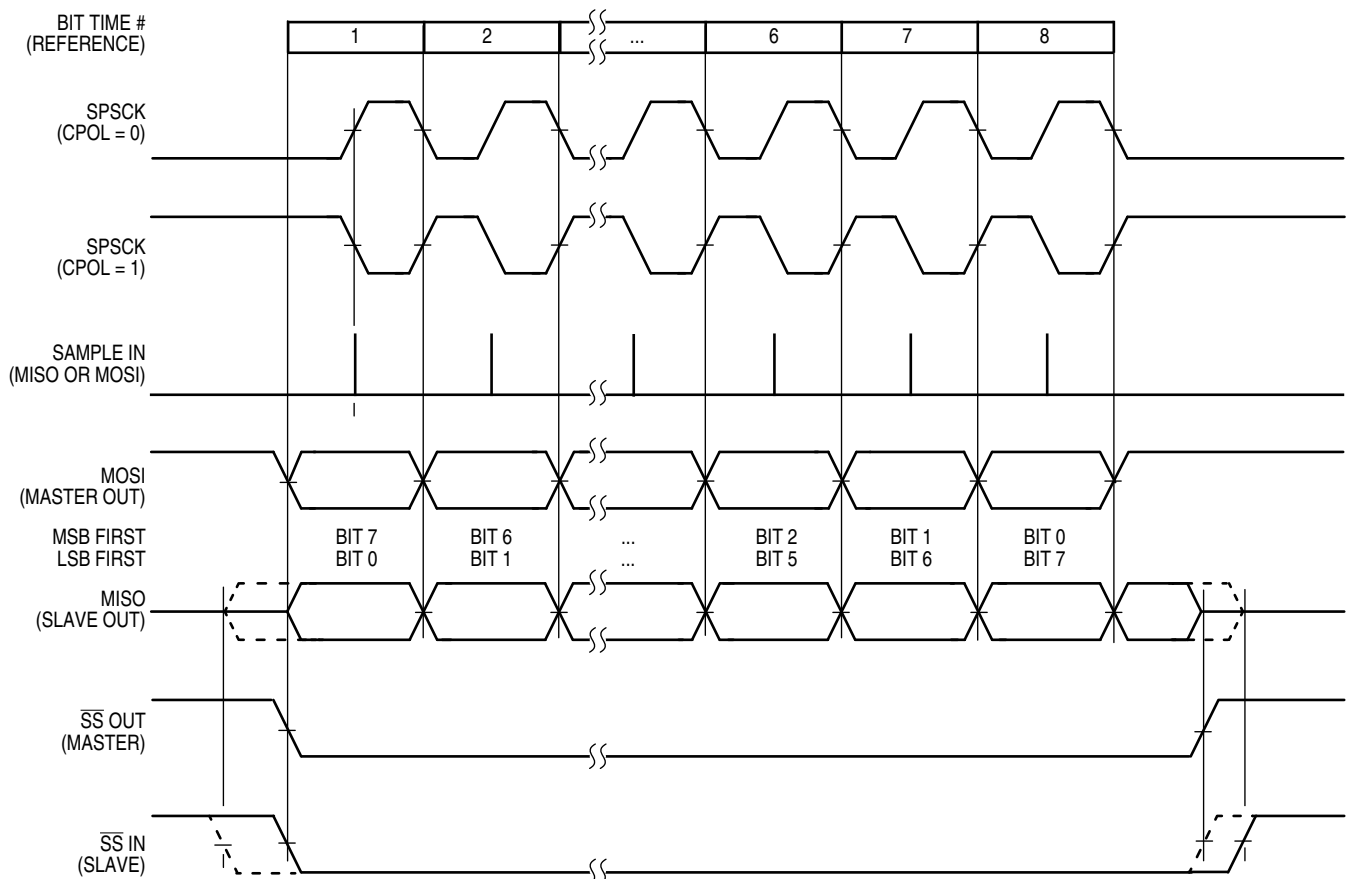 BIT TIME #
(REFERENCE)
1 2 ... 6 7 8
SPSCK
(CPOL = 0)
SPSCK
(CPOL = 1)
SAMPLE IN
(MISO OR MOSI)
MOSI
(MASTER OUT)
MSB FIRST BIT 7 BIT 6 ... BIT 2 BIT 1 BIT 0
LSB FIRST BIT 0 BIT 1 ... BIT 5 BIT 6 BIT 7
MISO
(SLAVE OUT)
S̅S̅ OUT
(MASTER)
S̅S̅ IN
(SLAVE)